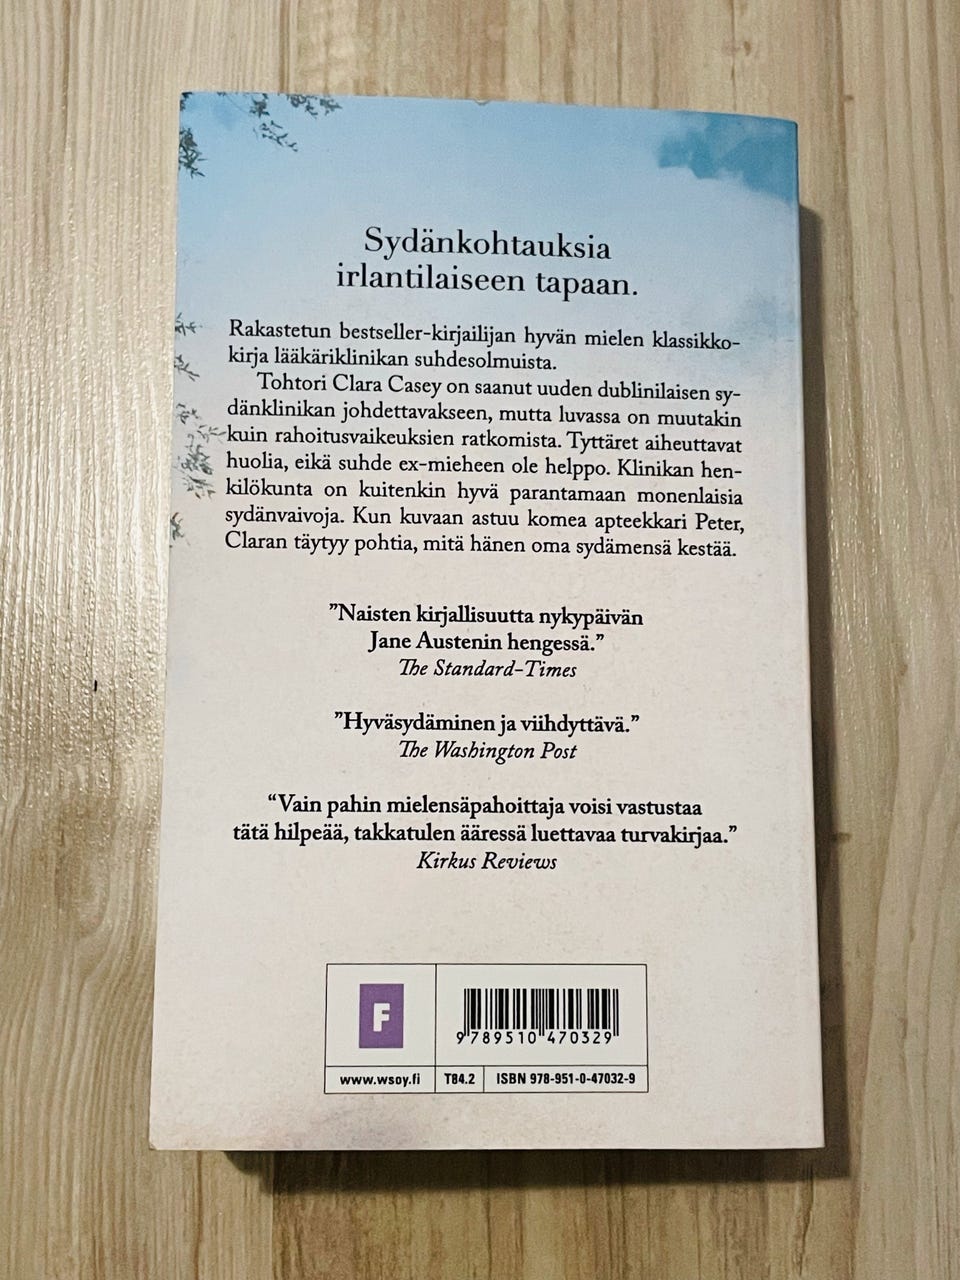 Sydänkohtauksia
irlantilaiseen tapaan.
Rakastetun bestseller-kirjailijan hyvän mielen klassikko-
kirja lääkäriklinikan suhdesolmuista.
Tohtori Clara Casey on saanut uuden dublinilaisen sy-
dänklinikan johdettavakseen, mutta luvassa on muutakin
kuin rahoitusvaikeuksien ratkomista. Tyttäret aiheuttavat
huolia, eikä suhde ex-mieheen ole helppo. Klinikan hen-
kilökunta on kuitenkin hyvä parantamaan monenlaisia
sydänvaivoja. Kun kuvaan astuu komea apteekkari Peter,
Claran täytyy pohtia, mitä hänen oma sydämensä kestää.
”Naisten kirjallisuutta nykypäivän
Jane Austenin hengessä.”
The Standard-Times
”Hyväsydäminen ja viihdyttävä.”
The Washington Post
“Vain pahin mielensäpahoittaja voisi vastustaa
tätä hilpeää, takkatulen ääressä luettavaa turvakirjaa.”
Kirkus Reviews
F
9 789510 470329
www.wsoy.fi T84.2 ISBN 978-951-0-47032-9